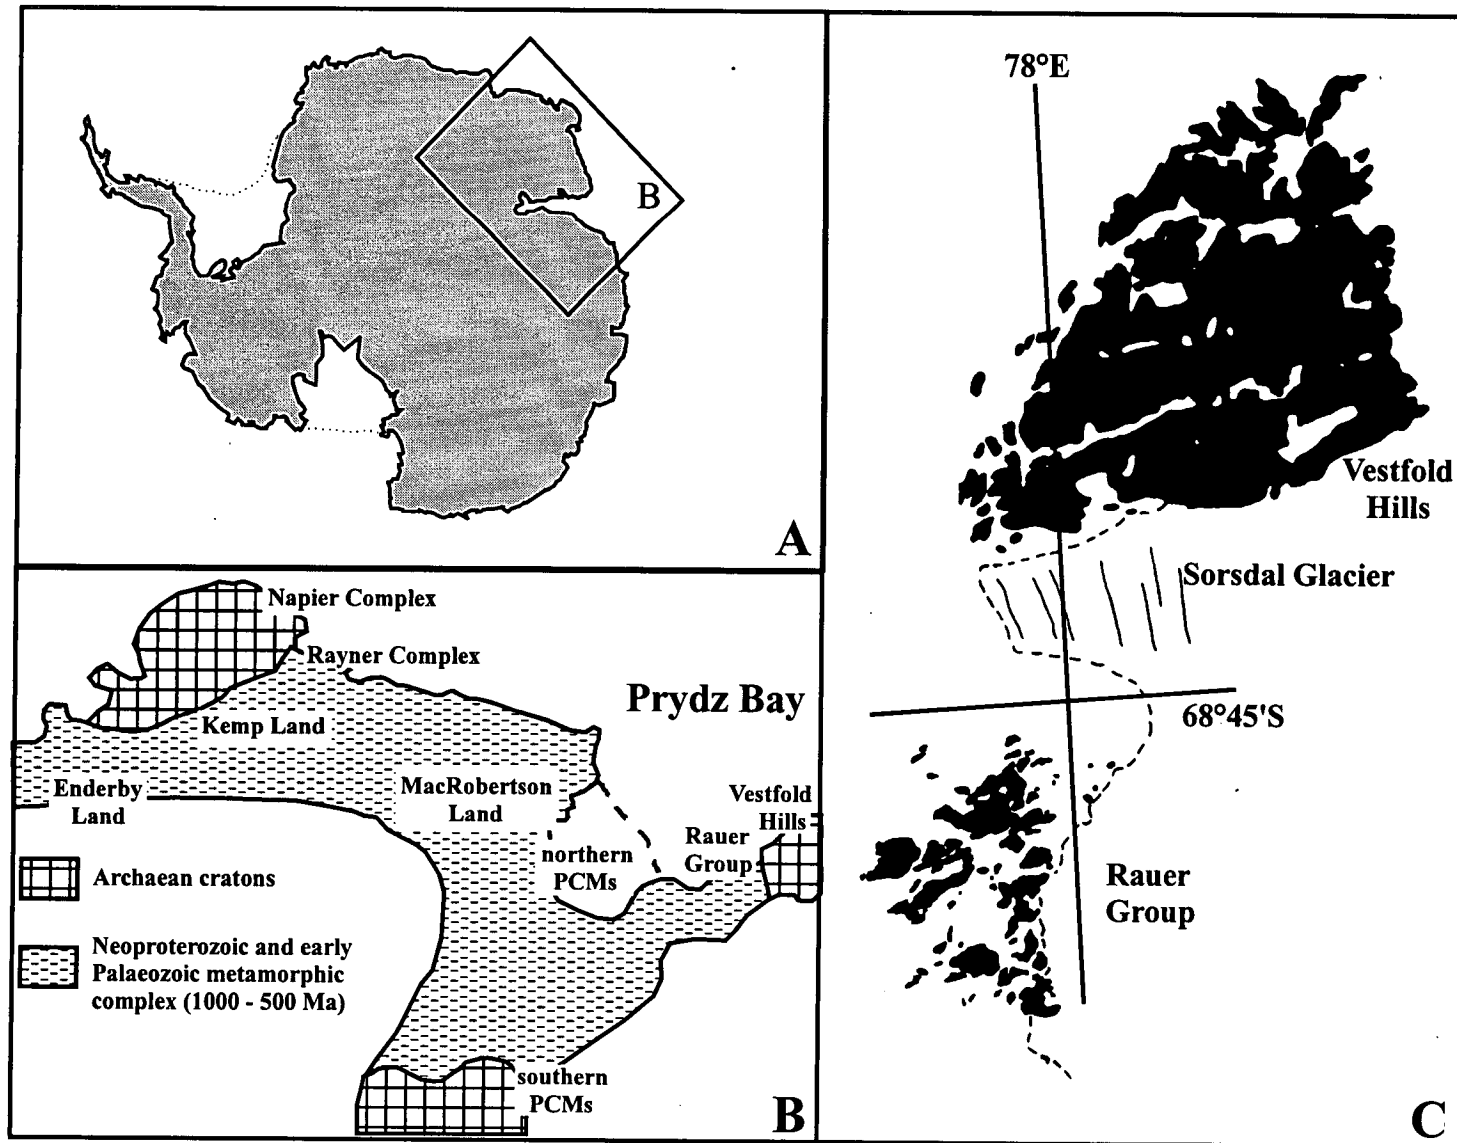 B
A
Napier Complex
Rayner Complex
Prydz Bay
Kemp Land
Enderby
Land
MacRobertson
Land
Vestfold
Hills
Rauer
Group
northern
PCMs
Archaean cratons
Neoproterozoic and early
Palaeozoic metamorphic
complex (1000 - 500 Ma)
southern
PCMs
B
78°E
Vestfold
Hills
Sorsdal Glacier
68°45'S
Rauer
Group
C